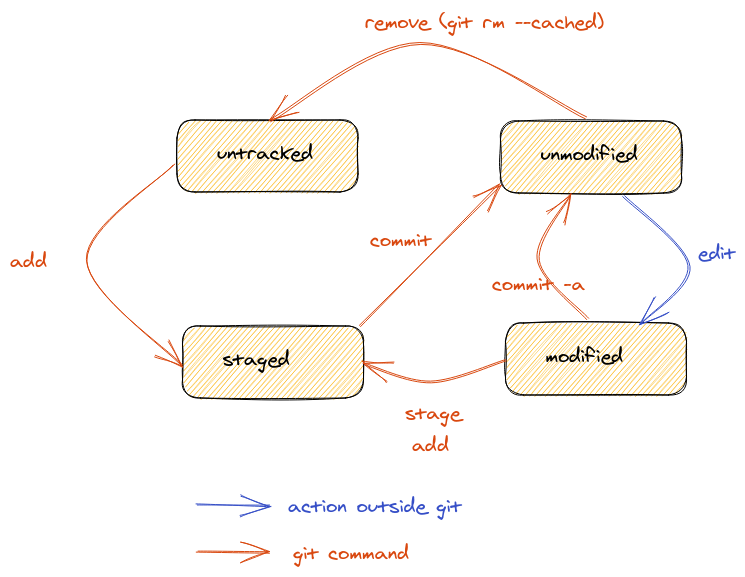 remove (git rm --cached)
untracked
unmodified
commit
edit
add
commit -a
staged
modified
stage
add
action outside git
git command